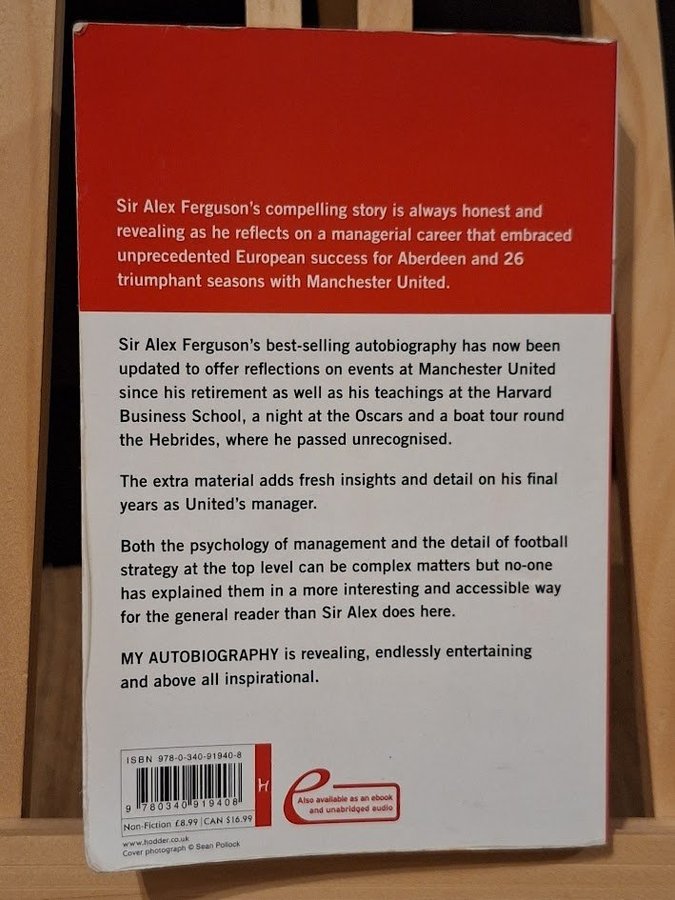 Sir Alex Ferguson's compelling story is always honest and
revealing as he reflects on a managerial career that embraced
unprecedented European success for Aberdeen and 26
triumphant seasons with Manchester United.
Sir Alex Ferguson's best-selling autobiography has now been
updated to offer reflections on events at Manchester United
since his retirement as well as his teachings at the Harvard
Business School, a night at the Oscars and a boat tour round
the Hebrides, where he passed unrecognised.
The extra material adds fresh insights and detail on his final
years as United's manager.
Both the psychology of management and the detail of football
strategy at the top level can be complex matters but no-one
has explained them in a more interesting and accessible way
for the general reader than Sir Alex does here.
MY AUTOBIOGRAPHY is revealing, endlessly entertaining
and above all inspirational.
ISBN 978-0-340-91940-8
9 780340 919408
Non-Fiction £8.99 CAN $16.99
www.hodder.co.uk
Cover photograph © Sean Pollock
H
e
Also available as an ebook
and unabridged audio